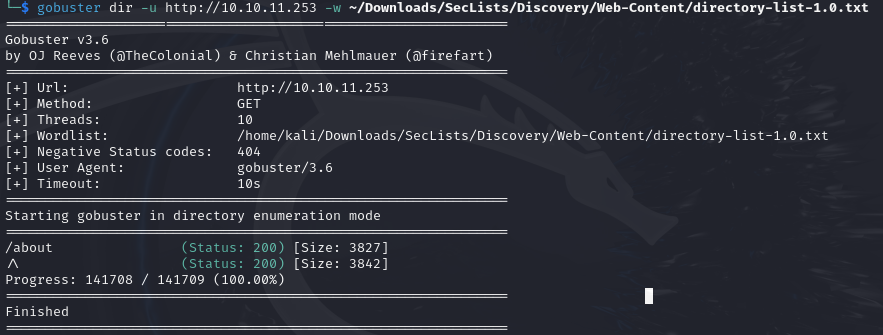 └─$ gobuster dir -u http://10.10.11.253 -w ~/Downloads/SecLists/Discovery/Web-Content/directory-list-1.0.txt
===============================================================
Gobuster v3.6
by OJ Reeves (@TheColonial) & Christian Mehlmauer (@firefart)
===============================================================
[+] Url:                     http://10.10.11.253
[+] Method:                  GET
[+] Threads:                 10
[+] Wordlist:                /home/kali/Downloads/SecLists/Discovery/Web-Content/directory-list-1.0.txt
[+] Negative Status codes:   404
[+] User Agent:              gobuster/3.6
[+] Timeout:                 10s
===============================================================
Starting gobuster in directory enumeration mode
===============================================================
/about                (Status: 200) [Size: 3827]
/\                    (Status: 200) [Size: 3842]
Progress: 141708 / 141709 (100.00%)
===============================================================
Finished
===============================================================